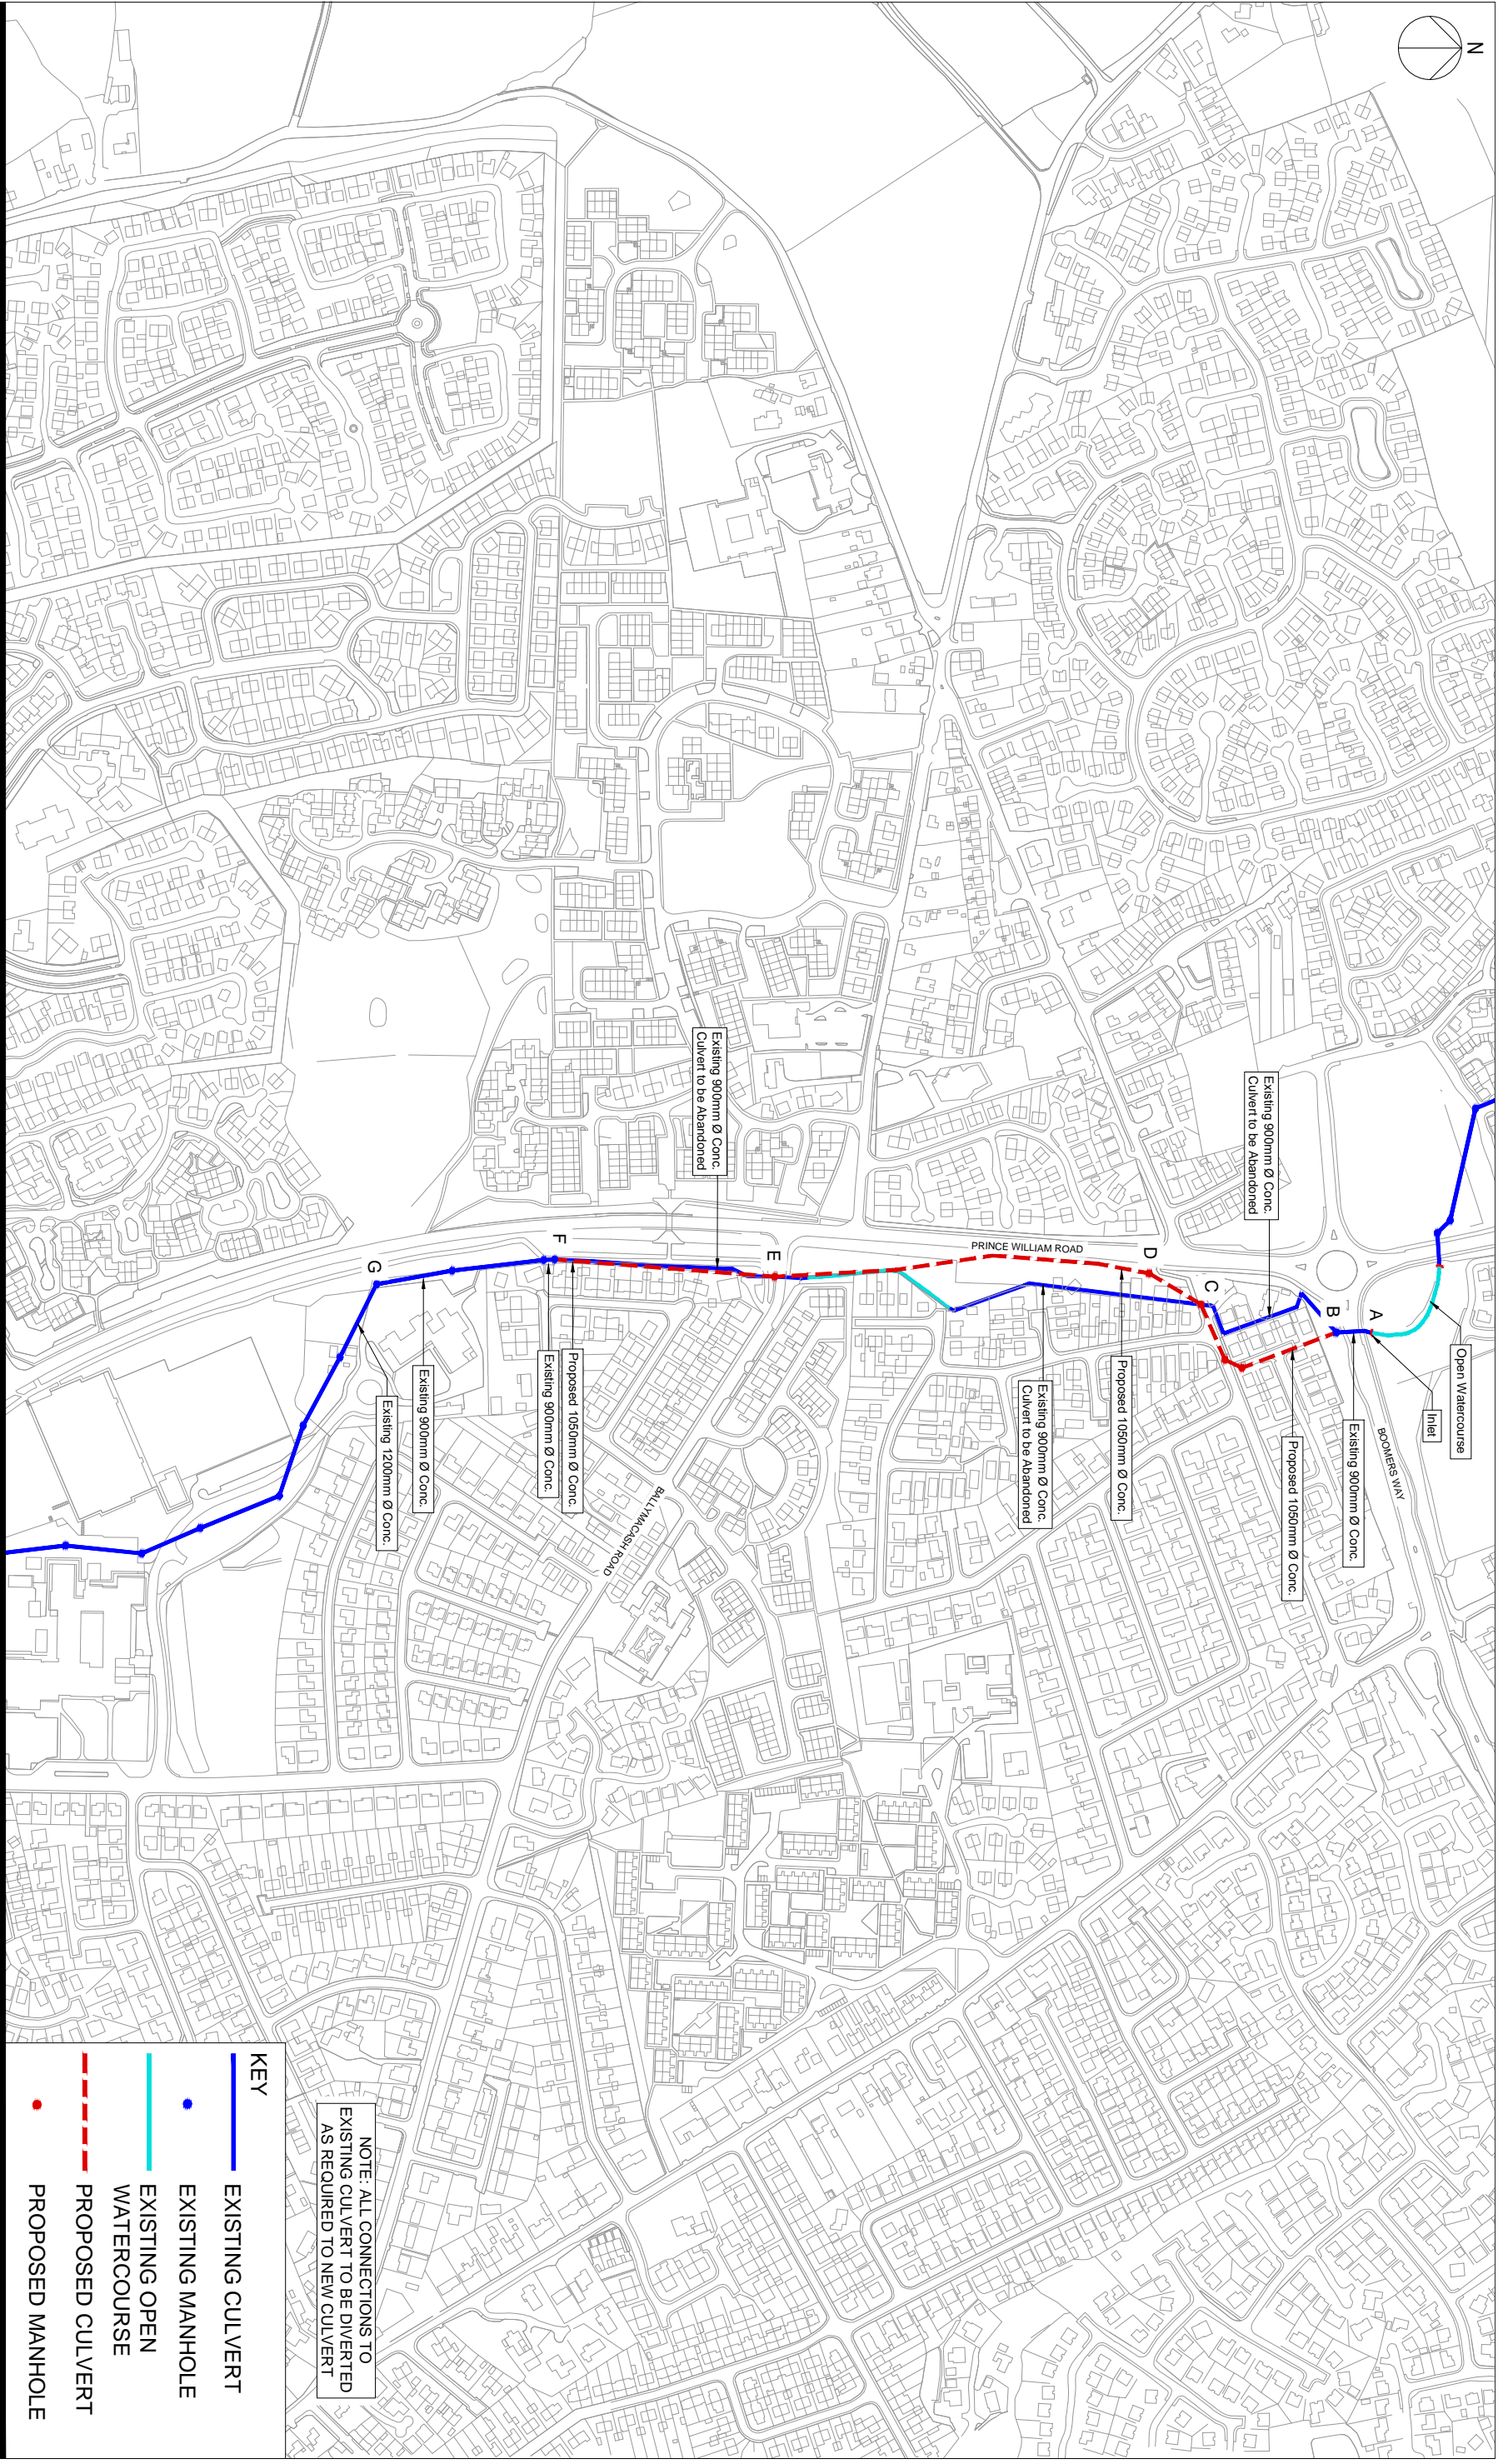 N
Open Watercourse
Inlet
A
B
BOOMERS WAY
Existing 900mm Ø Conc.
Proposed 1050mm Ø Conc.
Existing 900mm Ø Conc.
Culvert to be Abandoned
C
D
Proposed 1050mm Ø Conc.
PRINCE WILLIAM ROAD
Existing 900mm Ø Conc.
Culvert to be Abandoned
E
Existing 900mm Ø Conc.
Culvert to be Abandoned
BALLYMACASH ROAD
F
Proposed 1050mm Ø Conc.
Existing 900mm Ø Conc.
Existing 900mm Ø Conc.
G
Existing 1200mm Ø Conc.
NOTE: ALL CONNECTIONS TO
EXISTING CULVERT TO BE DIVERTED
AS REQUIRED TO NEW CULVERT
KEY
EXISTING CULVERT
EXISTING MANHOLE
EXISTING OPEN
WATERCOURSE
PROPOSED CULVERT
PROPOSED MANHOLE